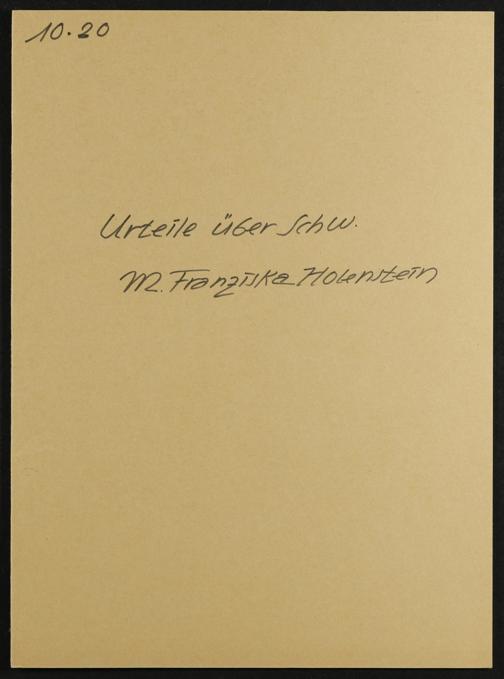 10.20
Urteile über Schw.
M. Franziska Holenstein